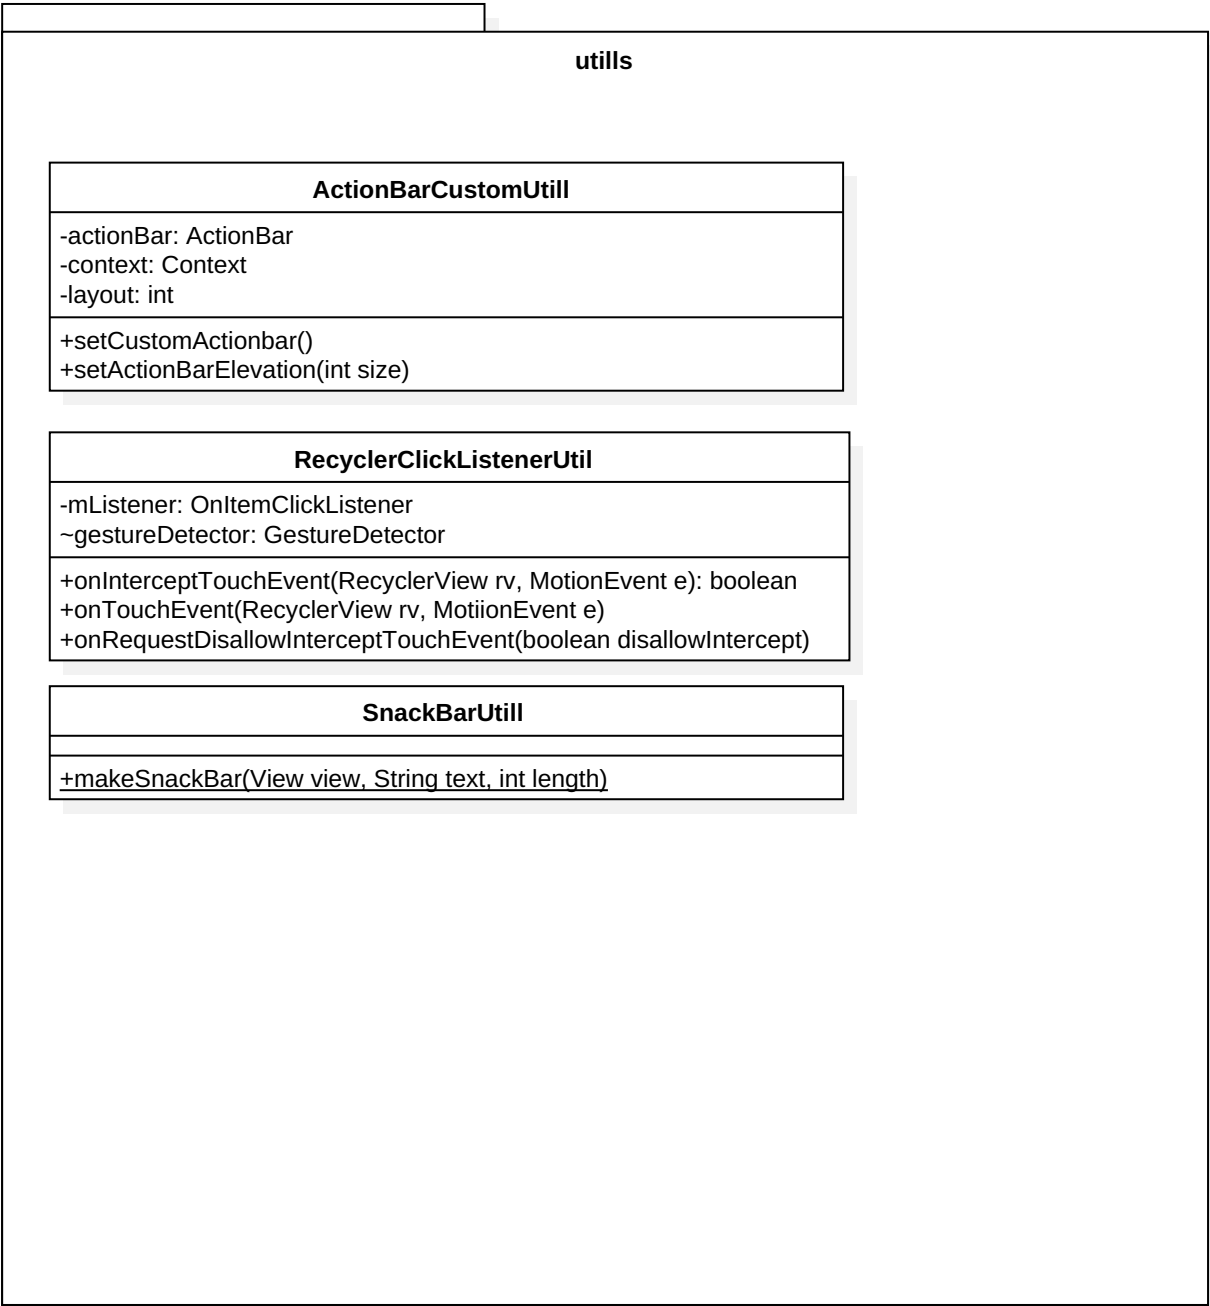 utills
ActionBarCustomUtill
-actionBar: ActionBar
-context: Context
-layout: int
+setCustomActionbar()
+setActionBarElevation(int size)
RecyclerClickListenerUtil
-mListener: OnItemClickListener
~gestureDetector: GestureDetector
+onInterceptTouchEvent(RecyclerView rv, MotionEvent e): boolean
+onTouchEvent(RecyclerView rv, MotiionEvent e)
+onRequestDisallowInterceptTouchEvent(boolean disallowIntercept)
SnackBarUtill
+makeSnackBar(View view, String text, int length)